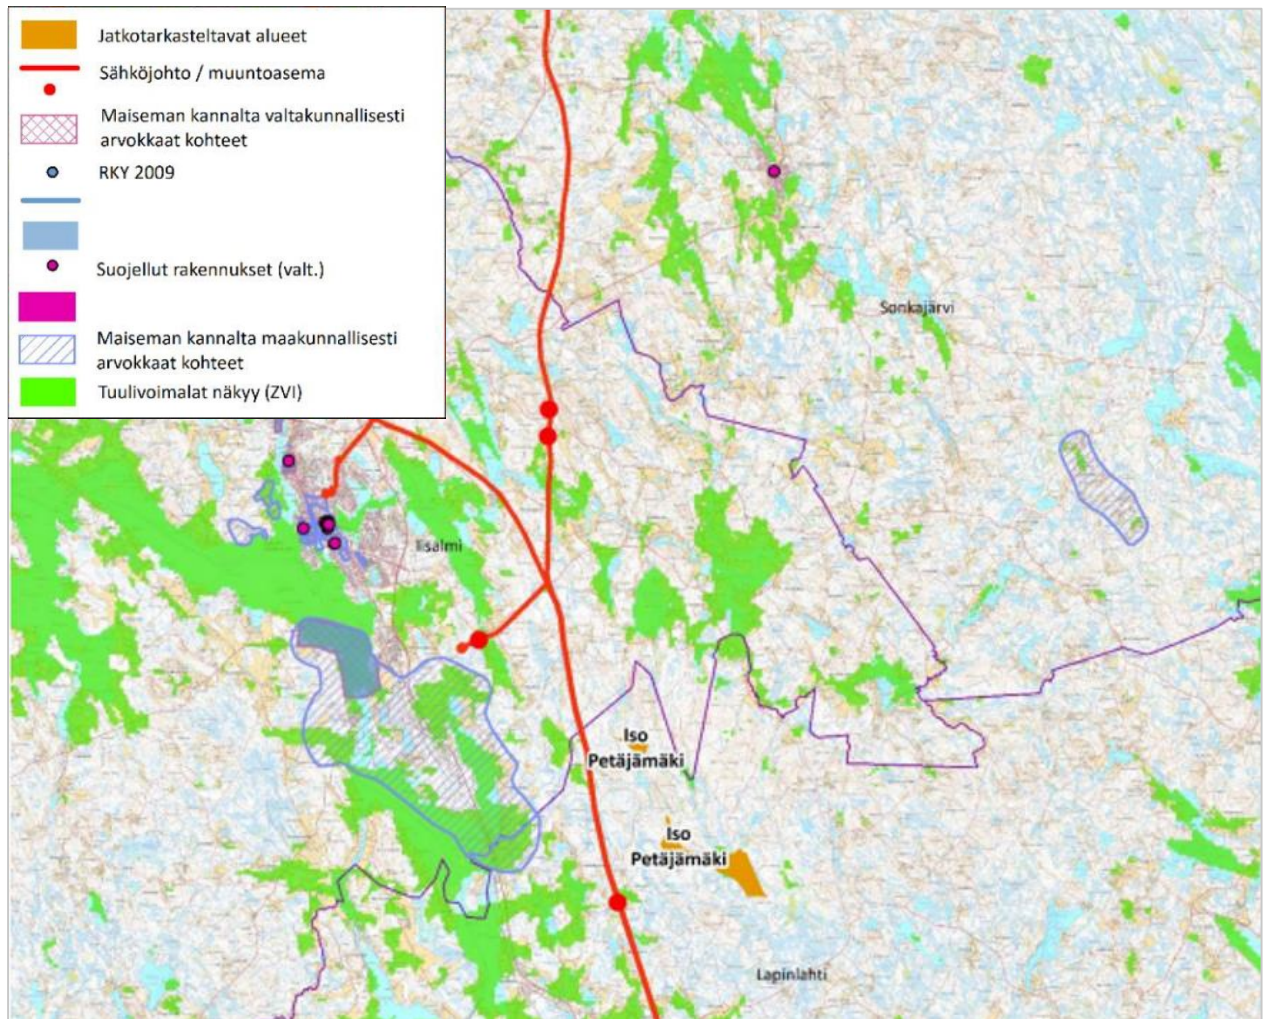 Jatkotarkasteltavat alueet
Sähköjohto / muuntoasema
Maiseman kannalta valtakunnallisesti
arvokkaat kohteet
RKY 2009
Suojellut rakennukset (valt.)
Maiseman kannalta maakunnallisesti
arvokkaat kohteet
Tuulivoimalat näkyy (ZVI)
Sonkajärvi
Iisalmi
Iso
Petäjämäki
Iso
Petäjämäki
Lapinlahti